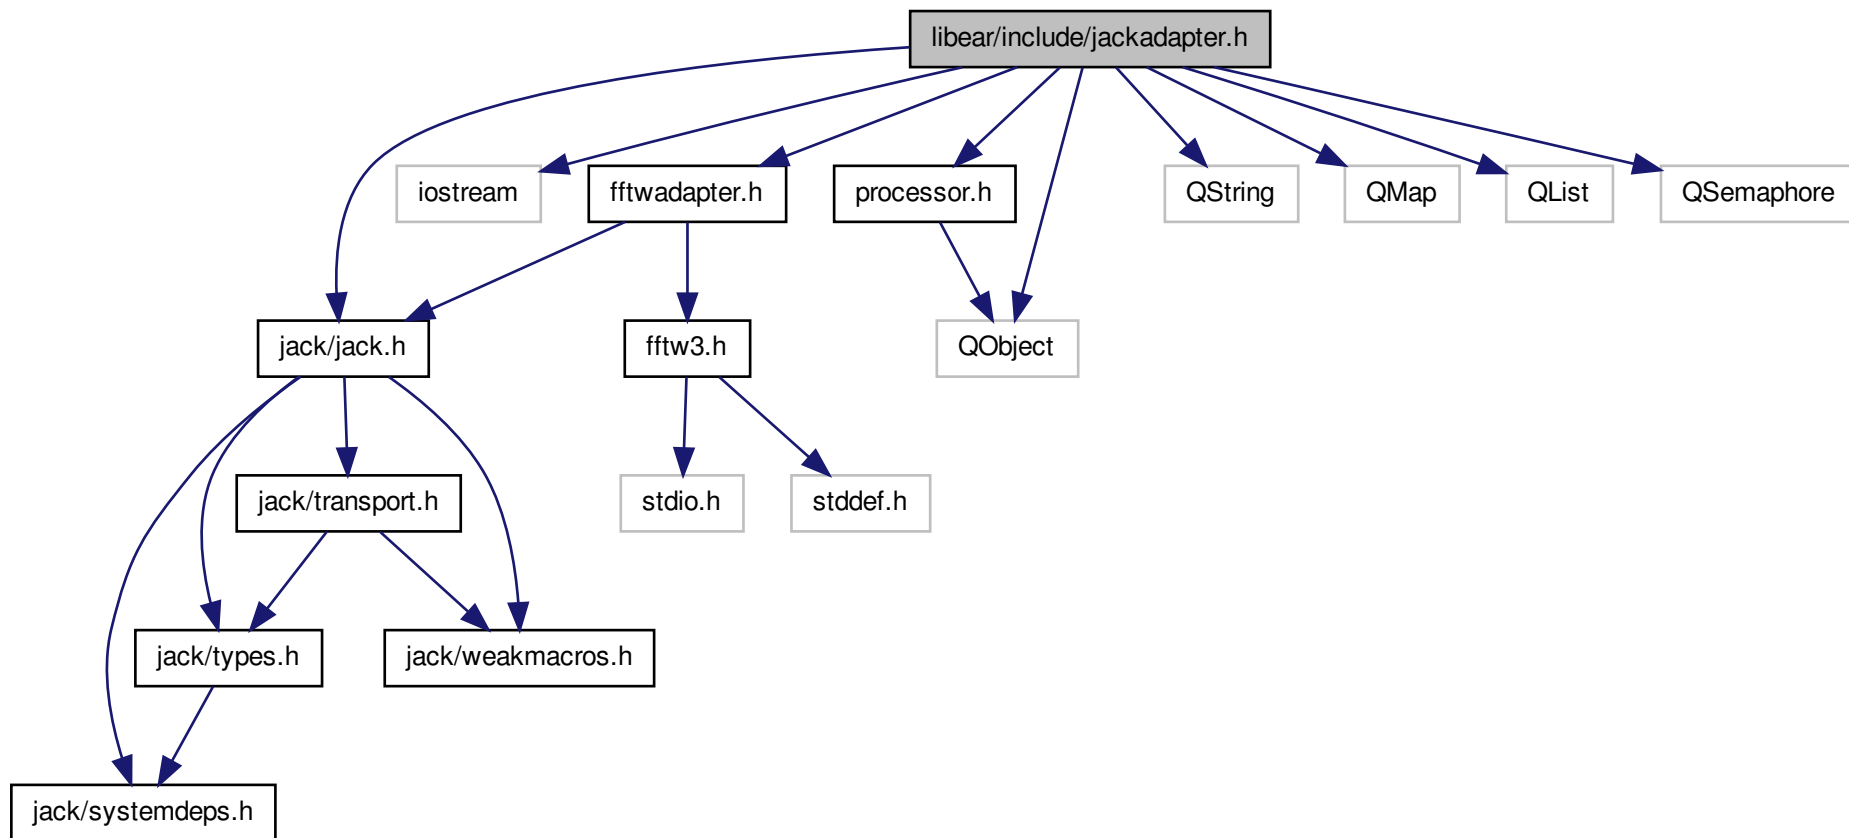 libear/include/jackadapter.h
iostream
fftwadapter.h
processor.h
QString
QMap
QList
QSemaphore
jack/jack.h
fftw3.h
QObject
jack/transport.h
stdio.h
stddef.h
jack/types.h
jack/weakmacros.h
jack/systemdeps.h